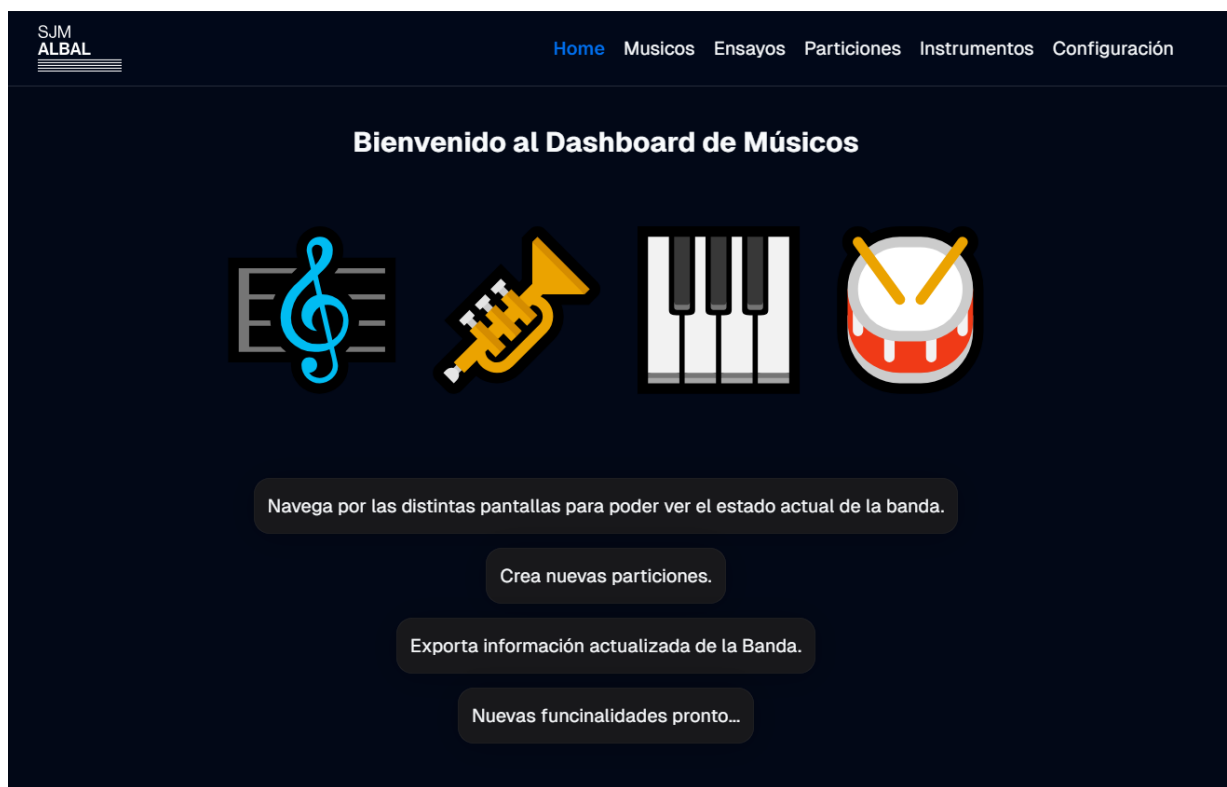 SJM
ALBAL
Home Musicos Ensayos Particiones Instrumentos Configuración
Bienvenido al Dashboard de Músicos
Navega por las distintas pantallas para poder ver el estado actual de la banda.
Crea nuevas particiones.
Exporta información actualizada de la Banda.
Nuevas funcinalidades pronto...